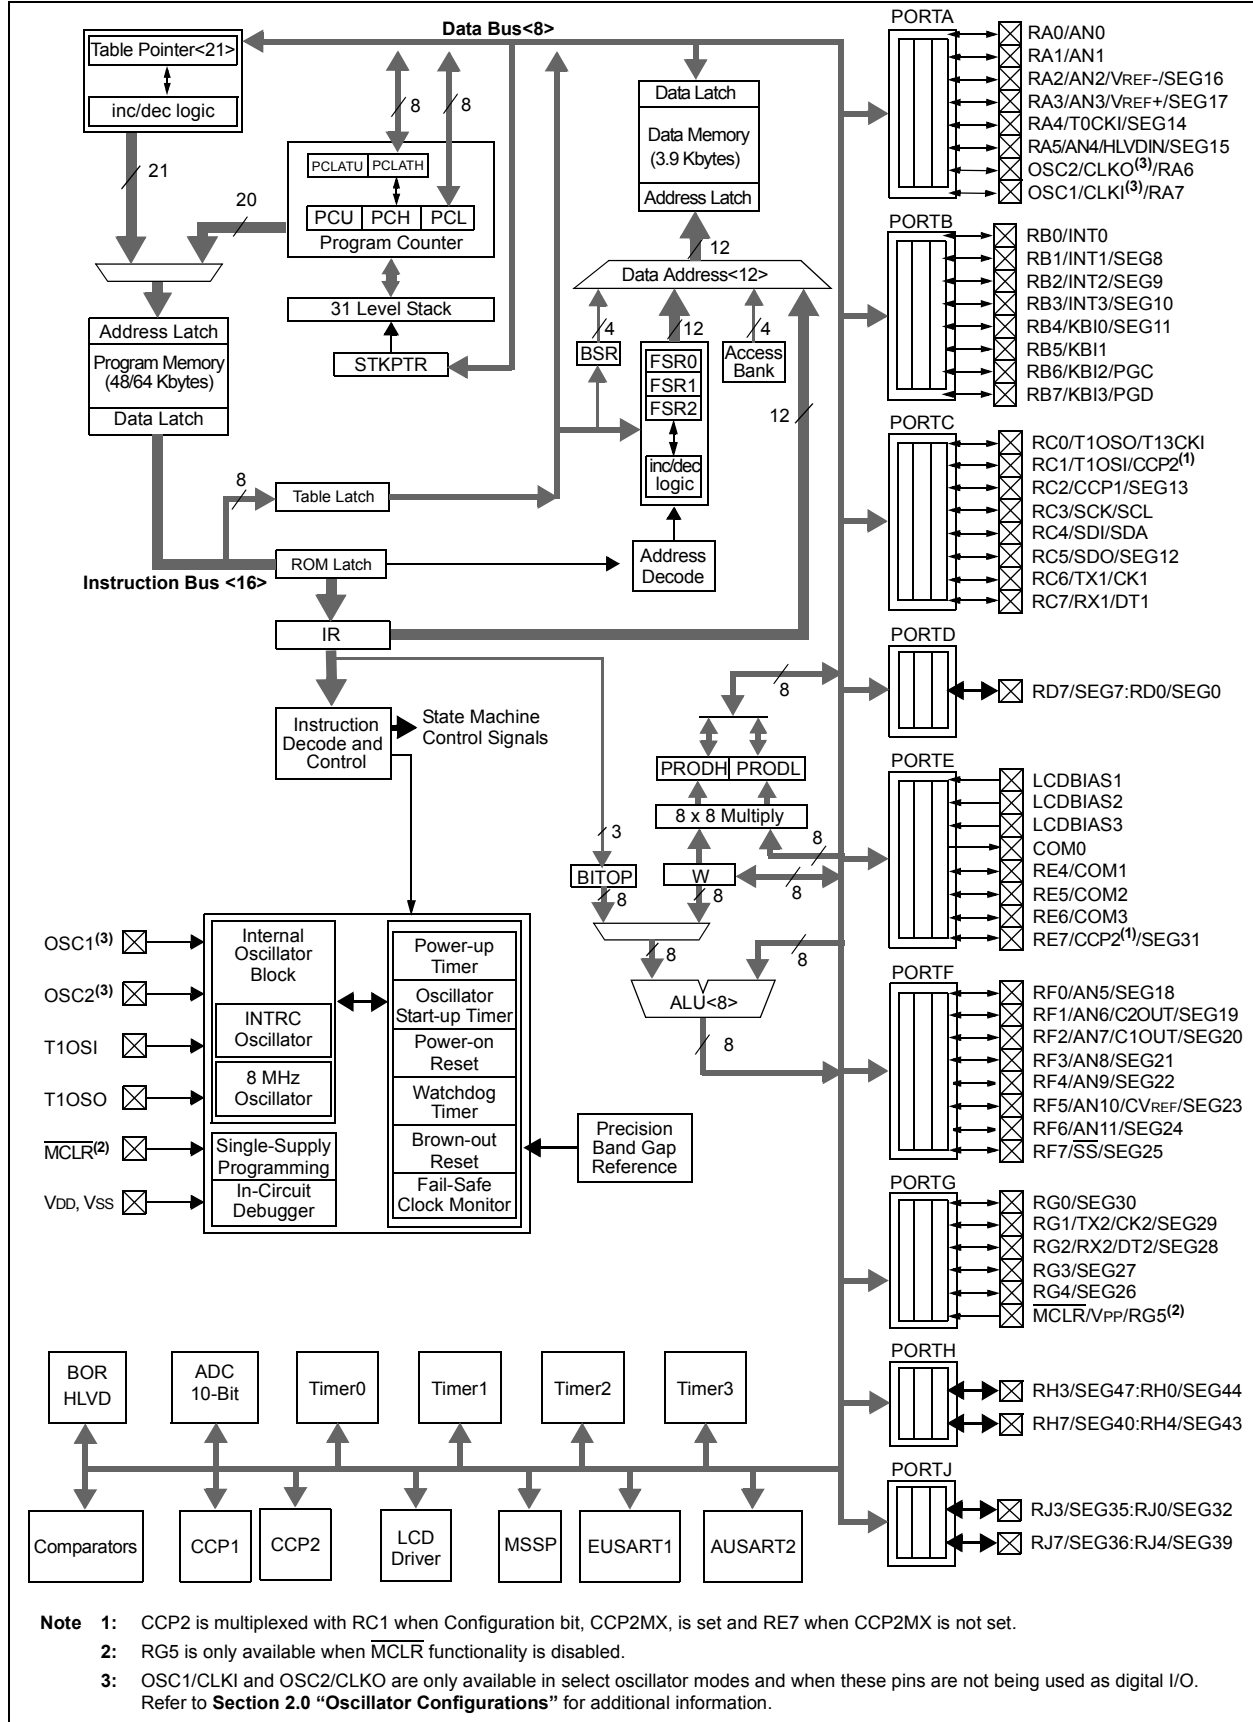 Data Bus<8>
Table Pointer<21>
inc/dec logic
21
20
8
8
PCLATU PCLATH
PCU PCH PCL
Program Counter
31 Level Stack
STKPTR
Address Latch
Program Memory
(48/64 Kbytes)
Data Latch
Instruction Bus <16>
8
Table Latch
ROM Latch
IR
Data Latch
Data Memory
(3.9 Kbytes)
Address Latch
12
Data Address<12>
4
12
4
BSR
FSR0
FSR1
FSR2
inc/dec
logic
Access
Bank
12
Address
Decode
Instruction
Decode and
Control
State Machine
Control Signals
8
PRODH PRODL
8 x 8 Multiply
3
BITOP
W
8
8
8
8
8
8
ALU<8>
8
OSC1(3)
OSC2(3)
T1OSI
T1OSO
MCLR(2)
VDD, VSS
Internal
Oscillator
Block
INTRC
Oscillator
8 MHz
Oscillator
Single-Supply
Programming
In-Circuit
Debugger
Power-up
Timer
Oscillator
Start-up Timer
Power-on
Reset
Watchdog
Timer
Brown-out
Reset
Fail-Safe
Clock Monitor
Precision
Band Gap
Reference
BOR
HLVD
ADC
10-Bit
Timer0
Timer1
Timer2
Timer3
Comparators
CCP1
CCP2
LCD
Driver
MSSP
EUSART1
AUSART2
PORTA
RA0/AN0
RA1/AN1
RA2/AN2/VREF-/SEG16
RA3/AN3/VREF+/SEG17
RA4/T0CKI/SEG14
RA5/AN4/HLVDIN/SEG15
OSC2/CLKO(3)/RA6
OSC1/CLKI(3)/RA7
PORTB
RB0/INT0
RB1/INT1/SEG8
RB2/INT2/SEG9
RB3/INT3/SEG10
RB4/KBI0/SEG11
RB5/KBI1
RB6/KBI2/PGC
RB7/KBI3/PGD
PORTC
RC0/T1OSO/T13CKI
RC1/T1OSI/CCP2(1)
RC2/CCP1/SEG13
RC3/SCK/SCL
RC4/SDI/SDA
RC5/SDO/SEG12
RC6/TX1/CK1
RC7/RX1/DT1
PORTD
RD7/SEG7:RD0/SEG0
PORTE
LCDBIAS1
LCDBIAS2
LCDBIAS3
COM0
RE4/COM1
RE5/COM2
RE6/COM3
RE7/CCP2(1)/SEG31
PORTF
RF0/AN5/SEG18
RF1/AN6/C2OUT/SEG19
RF2/AN7/C1OUT/SEG20
RF3/AN8/SEG21
RF4/AN9/SEG22
RF5/AN10/CVREF/SEG23
RF6/AN11/SEG24
RF7/SS/SEG25
PORTG
RG0/SEG30
RG1/TX2/CK2/SEG29
RG2/RX2/DT2/SEG28
RG3/SEG27
RG4/SEG26
MCLR/VPP/RG5(2)
PORTH
RH3/SEG47:RH0/SEG44
RH7/SEG40:RH4/SEG43
PORTJ
RJ3/SEG35:RJ0/SEG32
RJ7/SEG36:RJ4/SEG39
Note 1: CCP2 is multiplexed with RC1 when Configuration bit, CCP2MX, is set and RE7 when CCP2MX is not set.
2: RG5 is only available when MCLR functionality is disabled.
3: OSC1/CLKI and OSC2/CLKO are only available in select oscillator modes and when these pins are not being used as digital I/O.
Refer to Section 2.0 “Oscillator Configurations” for additional information.